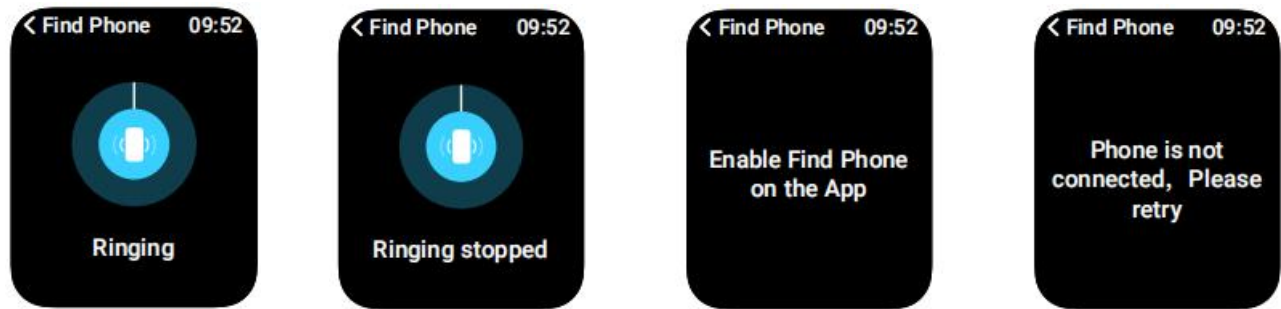 < Find Phone 09:52
Ringing
< Find Phone 09:52
Ringing stopped
< Find Phone 09:52
Enable Find Phone
on the App
< Find Phone 09:52
Phone is not
connected，Please
retry